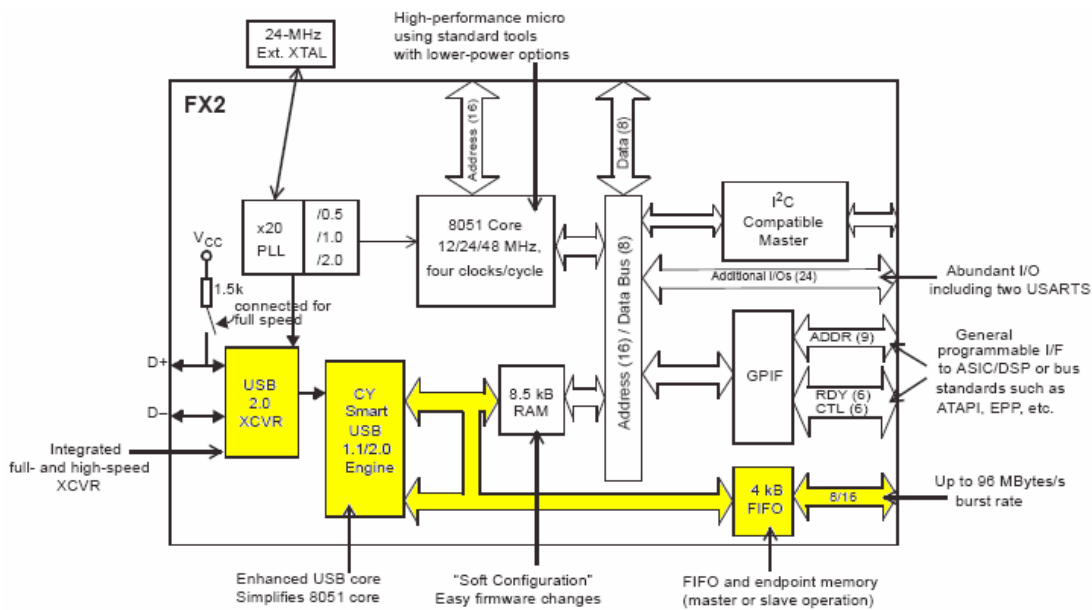 High-performance micro
using standard tools
with lower-power options
24-MHz
Ext. XTAL
FX2
Address (16)
Data (8)
x20
PLL
/0.5
/1.0
/2.0
8051 Core
12/24/48 MHz,
four clocks/cycle
I2C
Compatible
Master
VCC
1.5k
connected for
full speed
Additional I/Os (24)
Abundant I/O
including two USARTS
Address (16) / Data Bus (8)
D+
D–
USB
2.0
XCVR
CY
Smart
USB
1.1/2.0
Engine
8.5 kB
RAM
GPIF
ADDR (9)
RDY (6)
CTL (6)
General
programmable I/F
to ASIC/DSP or bus
standards such as
ATAPI, EPP, etc.
Integrated
full- and high-speed
XCVR
4 kB
FIFO
8/16
Up to 96 MBytes/s
burst rate
Enhanced USB core
Simplifies 8051 core
"Soft Configuration"
Easy firmware changes
FIFO and endpoint memory
(master or slave operation)